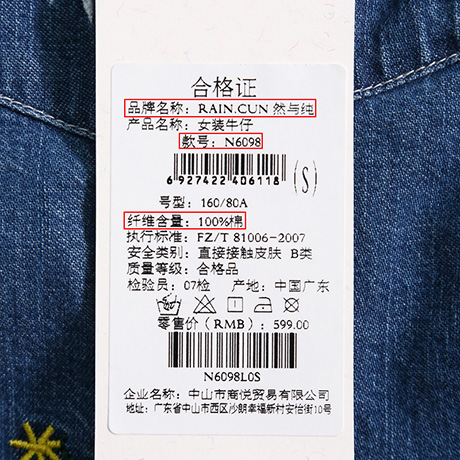 合格证
品牌名称: RAIN.CUN 然与纯
产品名称: 女装牛仔
款号: N6098
6 927422 406118
(S)
号型: 160/80A
纤维含量: 100%棉
执行标准: FZ/T 81006-2007
安全类别: 直接接触皮肤 B类
质量等级: 合格品
检验员: 07检 产地: 中国广东
零售价(RMB): 599.00
N6098L0S
企业名称: 中山市商悦贸易有限公司
地址: 广东省中山市西区沙朗幸福新村安怡街10号